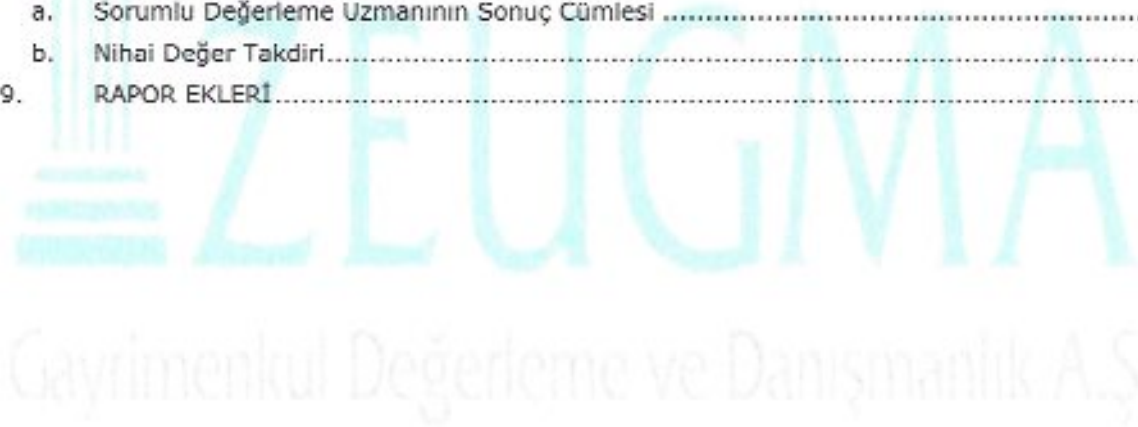 a. Sorumlu Değerleme Uzmanının Sonuç Cümlesi ................................................................
b. Nihai Değer Takdiri................................................................................................
9. RAPOR EKLERİ........................................................................................................
ZEUGMA
Gayrimenkul Değerleme ve Danışmanlık A.Ş